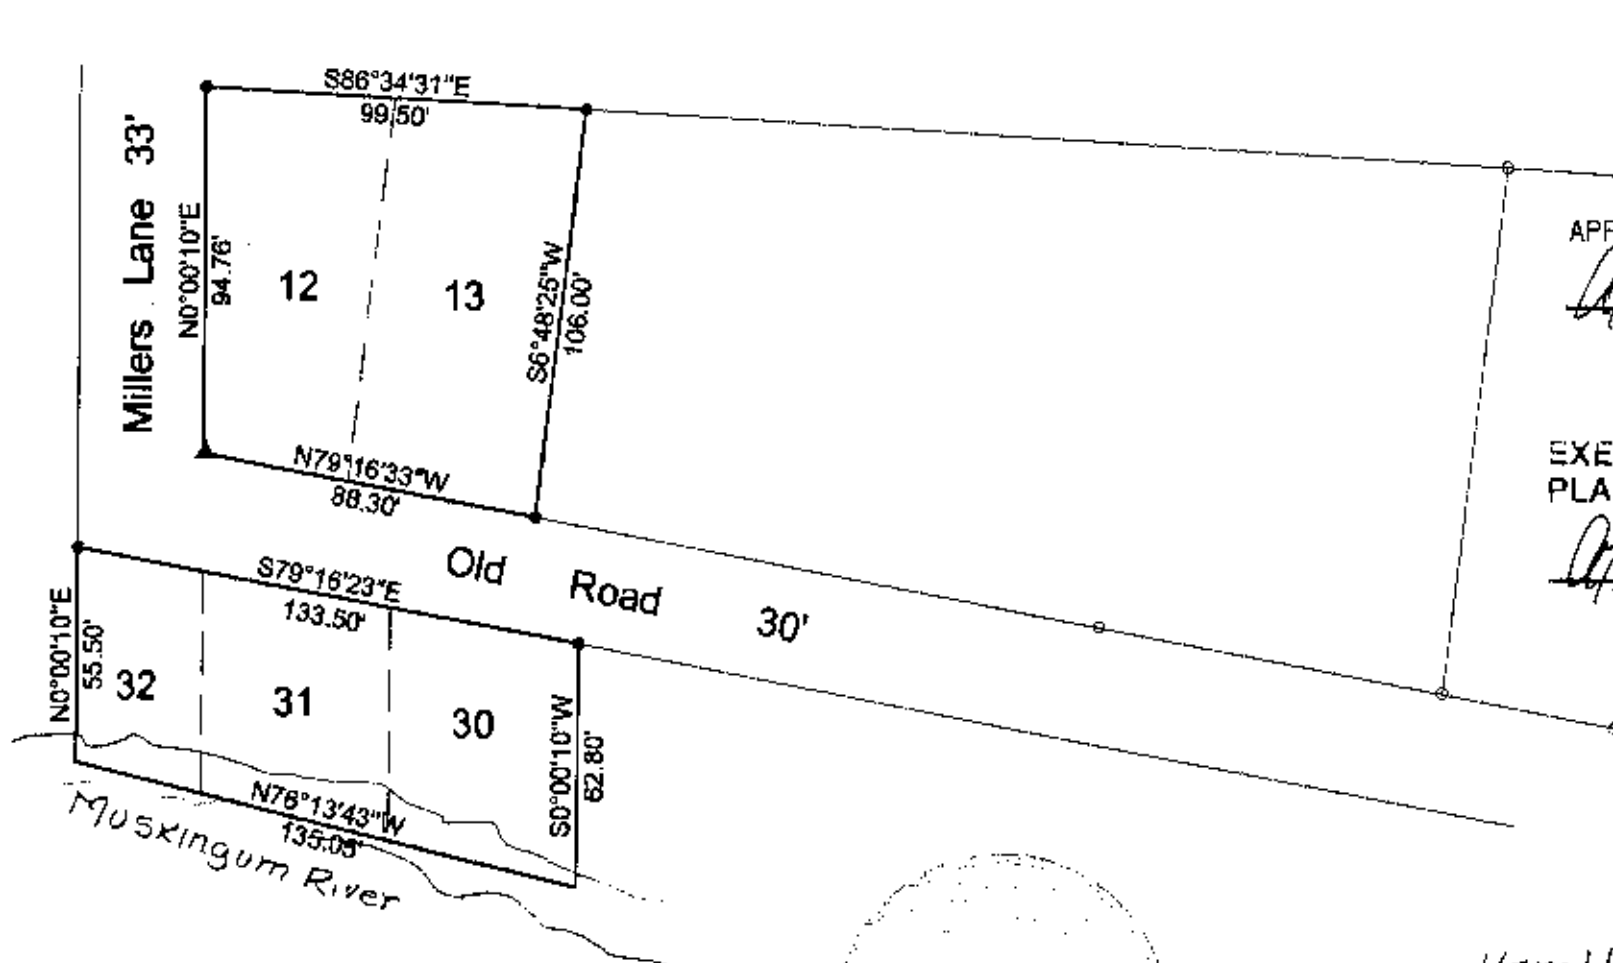 S86°34'31"E
99.50'
Millers Lane 33'
N0°00'10"E
94.76'
12
13
S6°48'25"W
106.00'
N79°16'33"W
88.30'
Old Road 30'
S79°16'23"E
133.50'
N0°00'10"E
55.50'
32
31
30
S0°00'10"W
62.80'
N76°13'43"W
135.05'
Muskingum River
APP
EXE
PLA